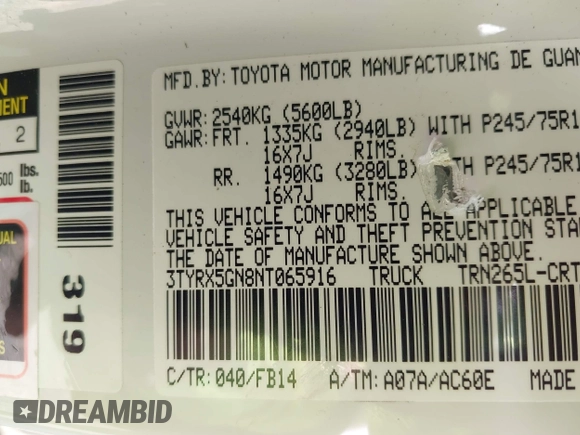 MFD.BY: TOYOTA MOTOR MANUFACTURING DE
GVWR: 2540KG (5600LB)
GAWR: FRT. 1335KG (2940LB) WITH P245/75R1
16X7J RIMS.
RR. 1490KG (3280LB) P245/75R1
16X7J RIMS.
THIS VEHICLE CONFORMS TO ALL APPLICABLE
VEHICLE SAFETY AND THEFT PREVENTION
THE DATE OF MANUFACTURE SHOWN ABOVE.
3TYRX5GN8NT065916 TRUCK TRN265L-CRT
C/TR: 040/FB14 A/TM: A07A/AC60E MADE
2
lbs.
lb.
319
DREAMBID